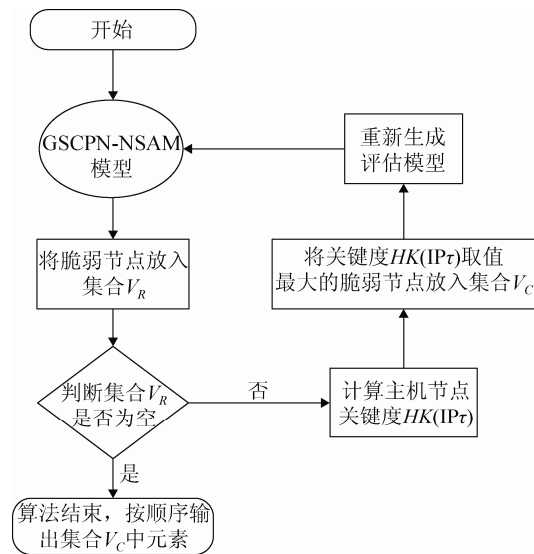 开始
GSCPN-NSAM
模型
重新生成
评估模型
将脆弱节点放入
集合V_R
将关键度HK(IPτ)取值
最大的脆弱节点放入集合V_C
判断集合V_R
是否为空
否
计算主机节点
关键度HK(IPτ)
是
算法结束，按顺序输
出集合V_C中元素